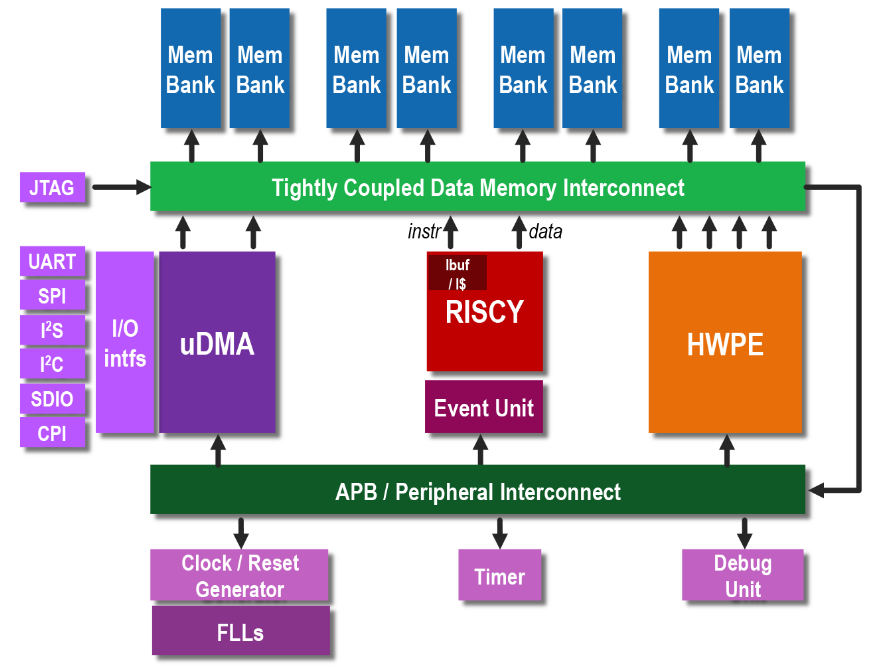 Mem
Bank
Mem
Bank
Mem
Bank
Mem
Bank
Mem
Bank
Mem
Bank
Mem
Bank
Mem
Bank
JTAG
Tightly Coupled Data Memory Interconnect
instr
data
UART
SPI
I²S
I²C
SDIO
CPI
I/O
intfs
uDMA
Ibuf
/ I$
RISCY
Event Unit
HWPE
APB / Peripheral Interconnect
Clock / Reset
Generator
FLLs
Timer
Debug
Unit